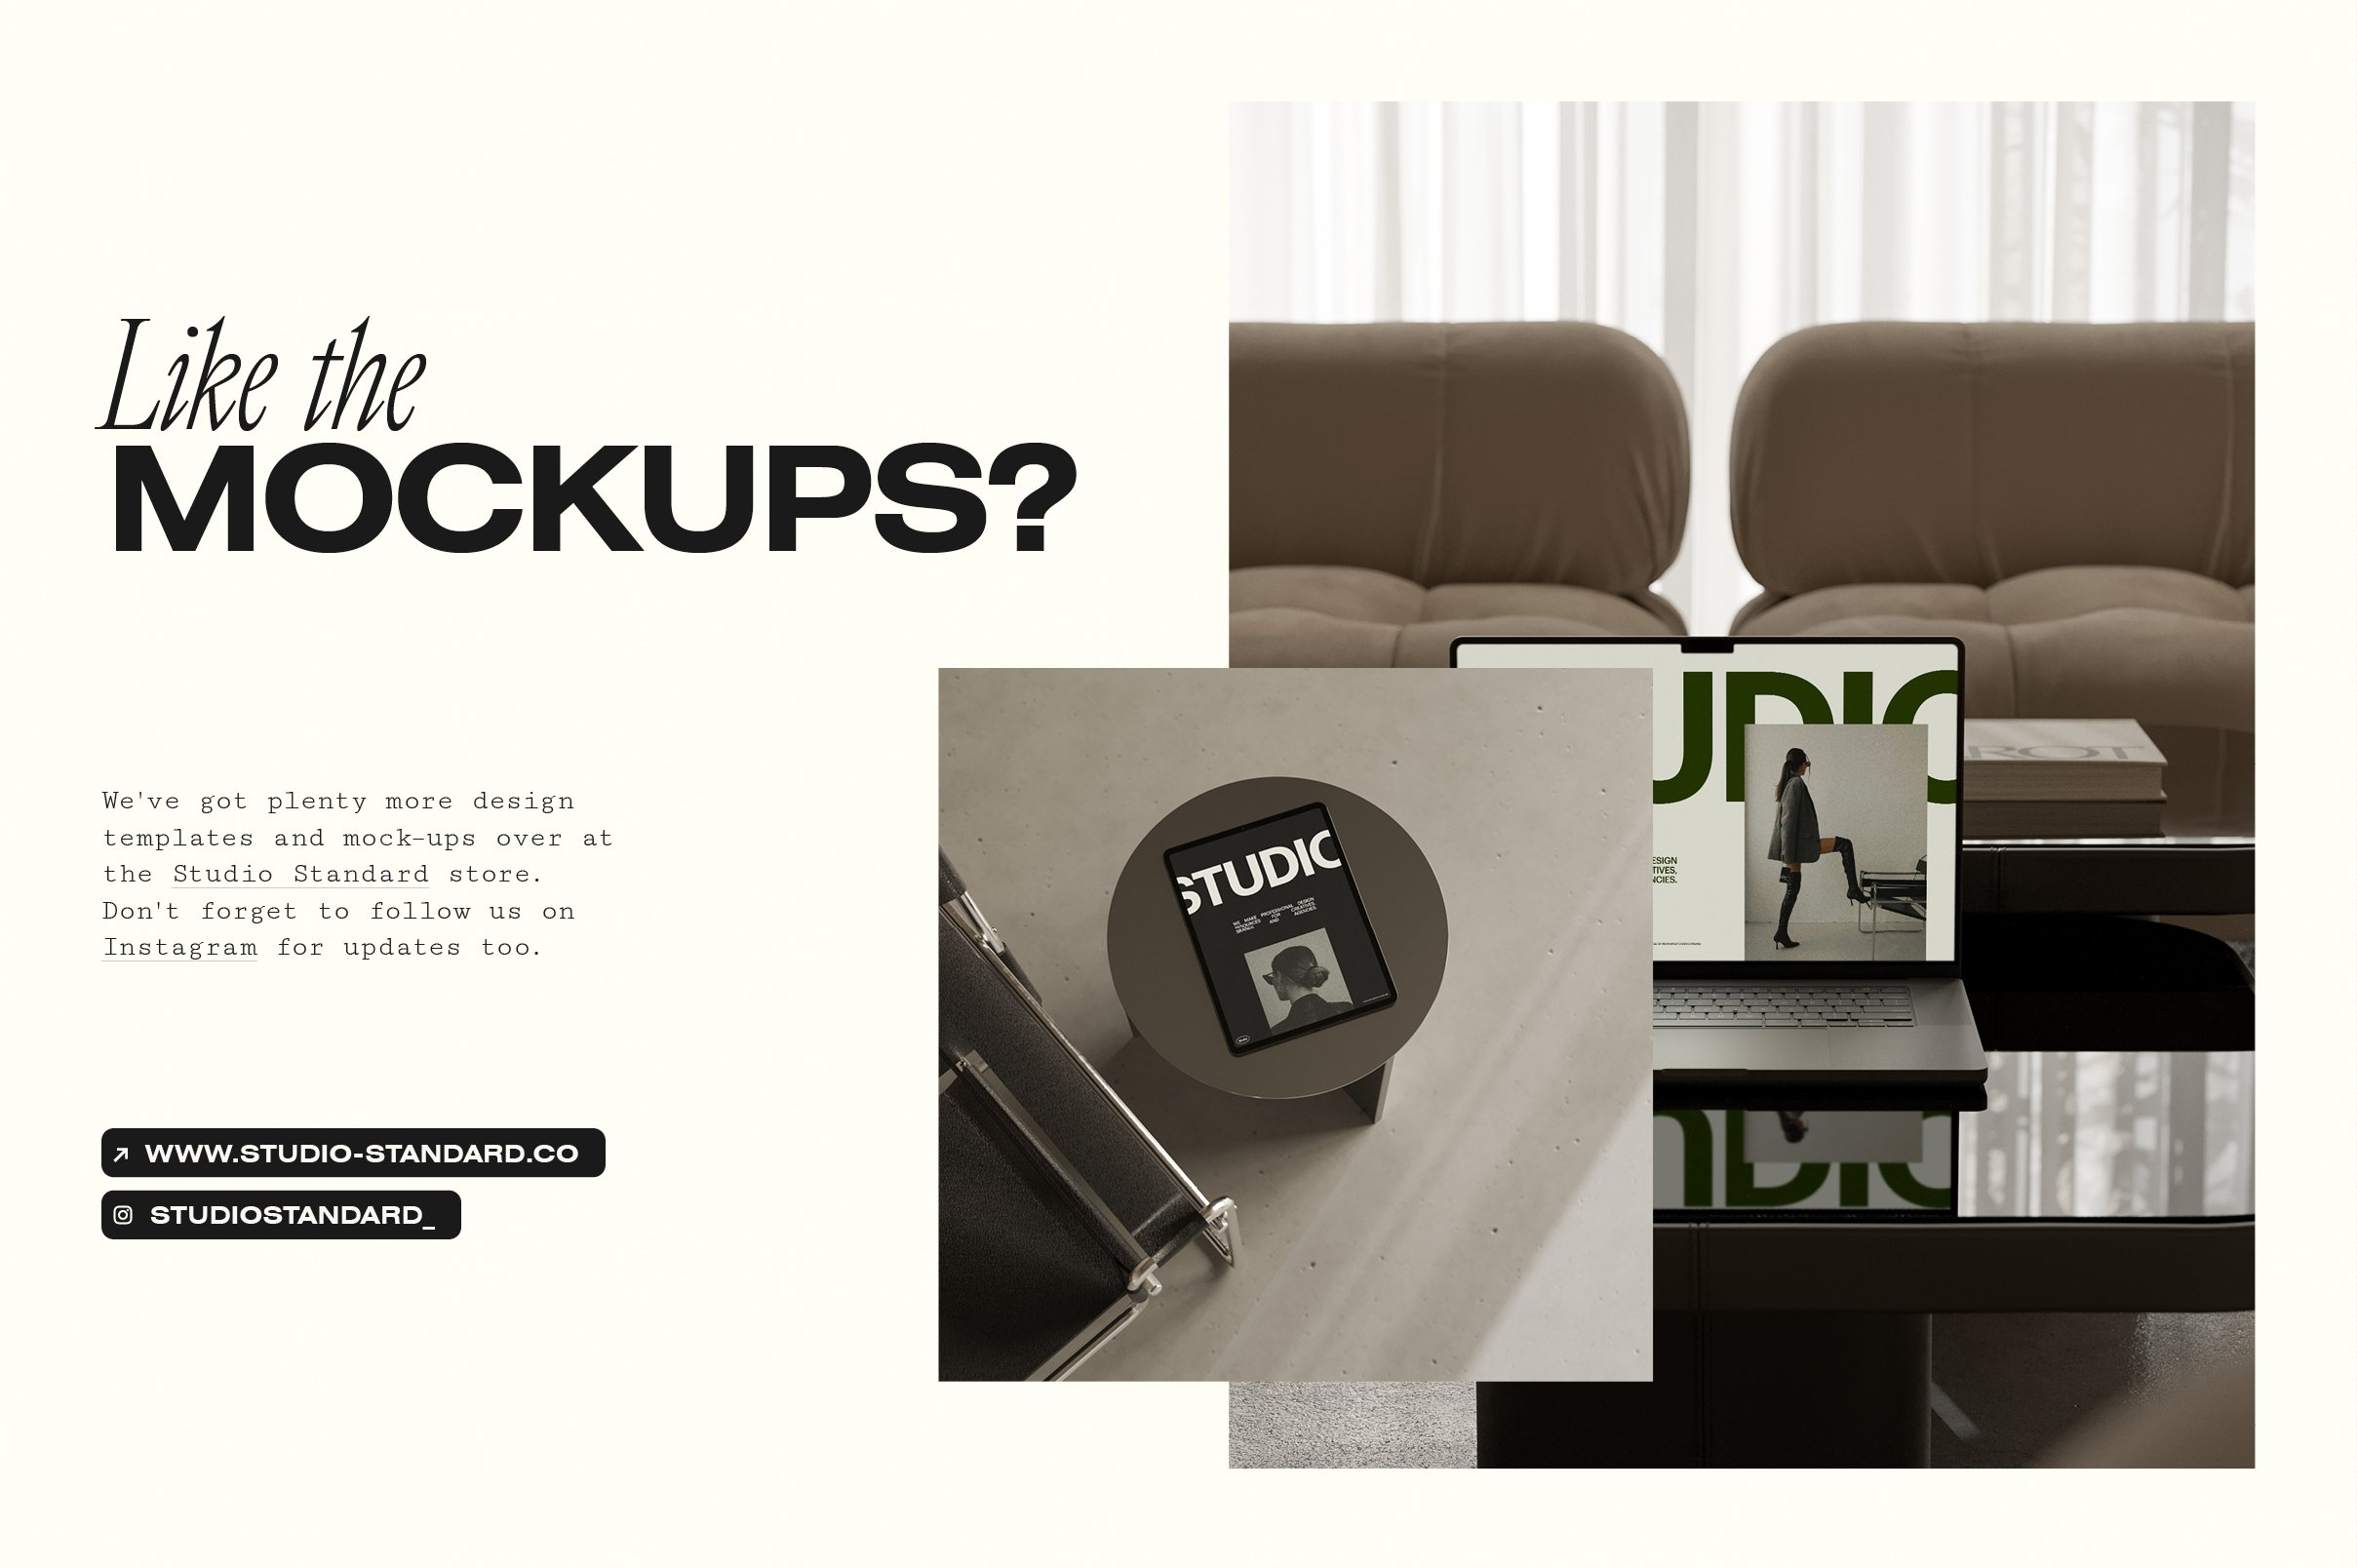 Like the
MOCKUPS?
We've got plenty more design
templates and mock-ups over at
the Studio Standard store.
Don't forget to follow us on
Instagram for updates too.
WWW.STUDIO-STANDARD.CO
STUDIOSTANDARD_
STUDIO
WE MAKE PROFESSIONAL DESIGN
RESOURCES FOR CREATIVES,
AND AGENCIES.
UDIO
ESIGN
TIVES,
NCIES.
ROT